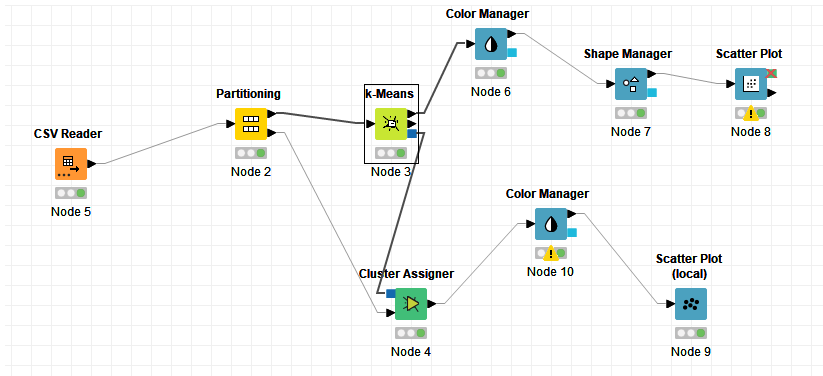 Color Manager
Node 6
Shape Manager
Node 7
Scatter Plot
Node 8
Partitioning
Node 2
k-Means
Node 3
CSV Reader
Node 5
Color Manager
Node 10
Cluster Assigner
Node 4
Scatter Plot
(local)
Node 9